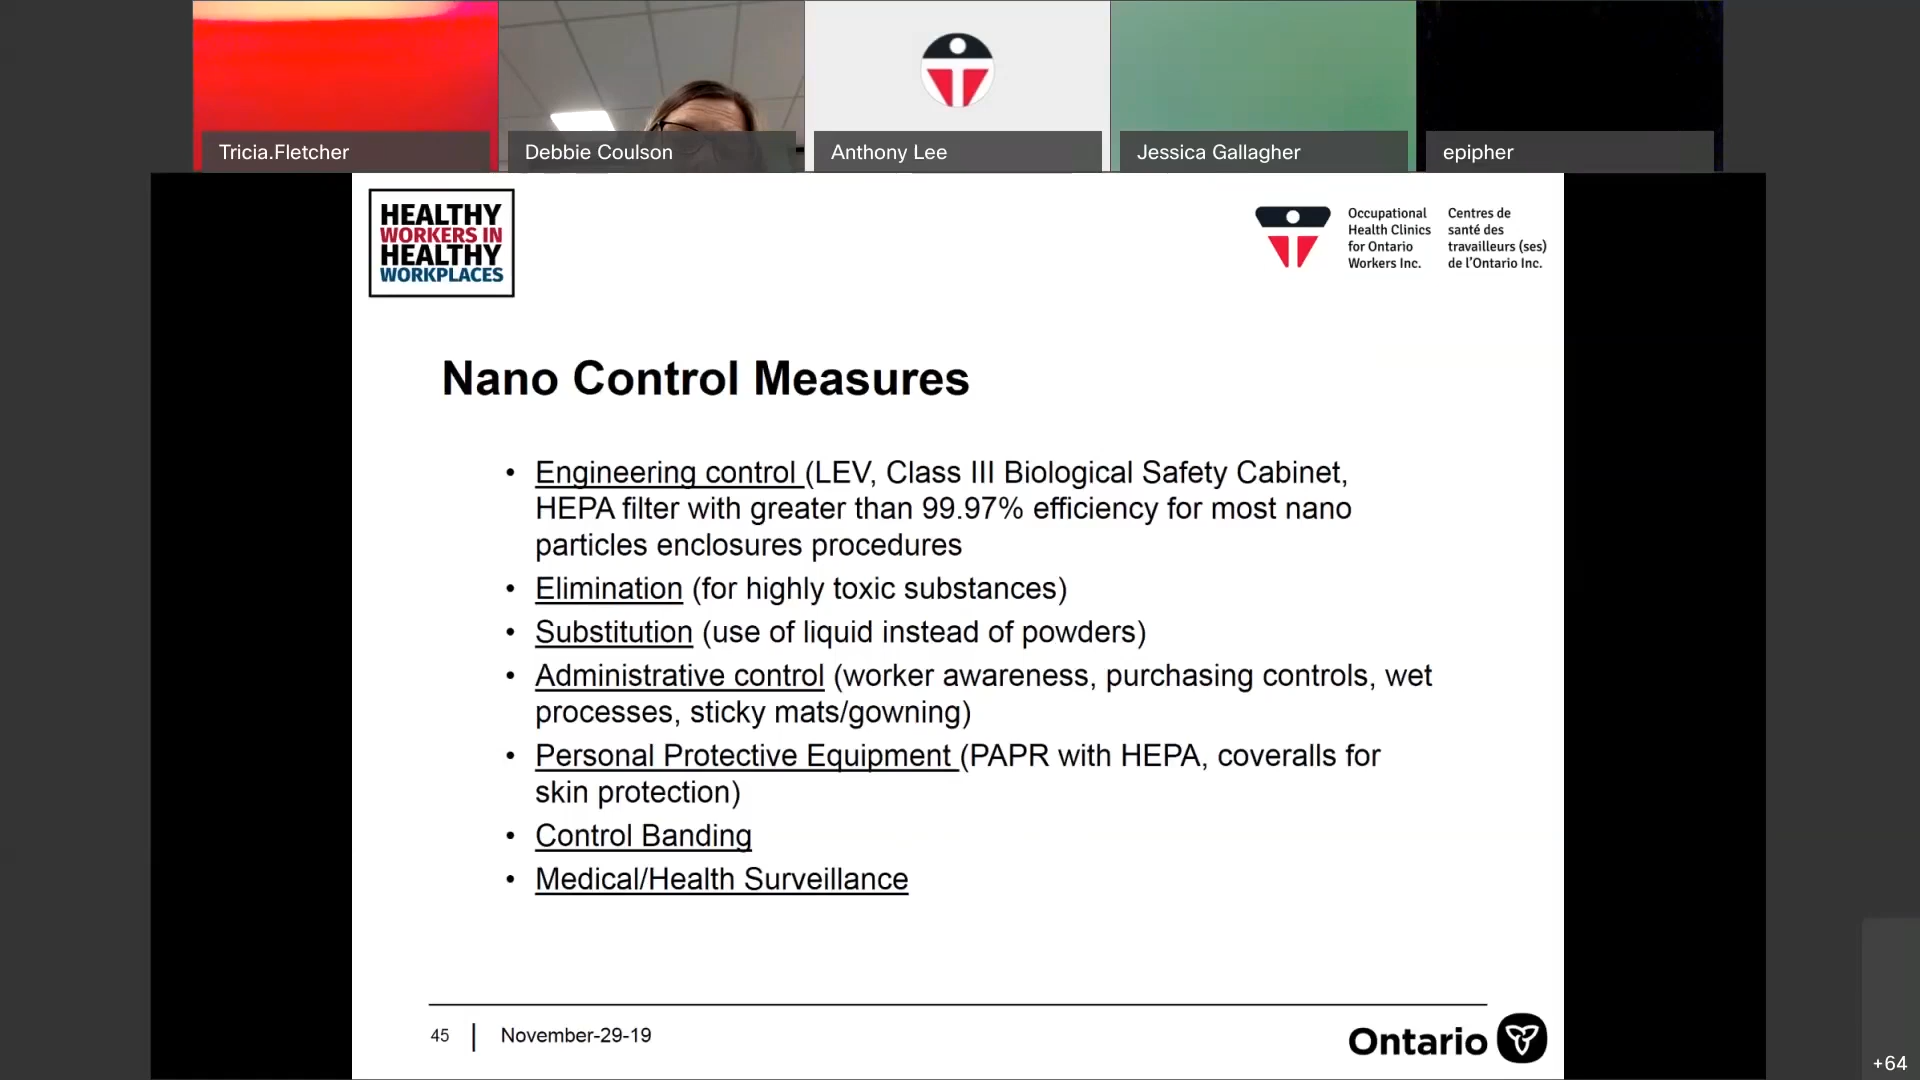 Tricia.Fletcher
Debbie Coulson
Anthony Lee
Jessica Gallagher
epipher
HEALTHY
WORKERS IN
HEALTHY
WORKPLACES
Occupational
Health Clinics
for Ontario
Workers Inc.
Centres de
santé des
travailleurs (ses)
de l'Ontario Inc.
Nano Control Measures
• Engineering control (LEV, Class III Biological Safety Cabinet,
HEPA filter with greater than 99.97% efficiency for most nano
particles enclosures procedures
• Elimination (for highly toxic substances)
• Substitution (use of liquid instead of powders)
• Administrative control (worker awareness, purchasing controls, wet
processes, sticky mats/gowning)
• Personal Protective Equipment (PAPR with HEPA, coveralls for
skin protection)
• Control Banding
• Medical/Health Surveillance
45 | November-29-19
Ontario
+64